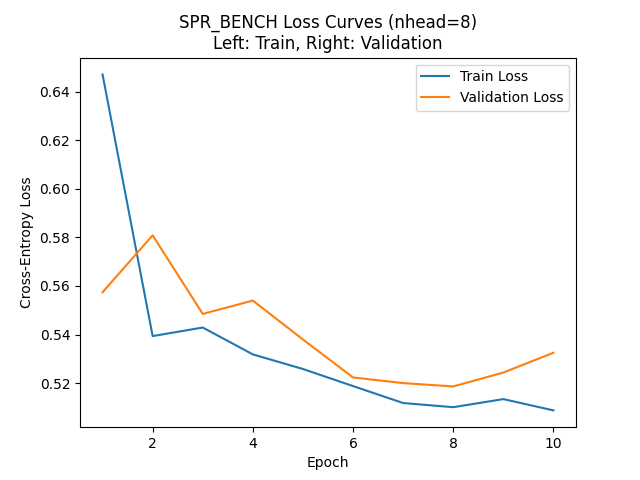 SPR_BENCH Loss Curves (nhead=8)
Left: Train, Right: Validation
Train Loss
Validation Loss
Cross-Entropy Loss
0.64
0.62
0.60
0.58
0.56
0.54
0.52
2
4
6
8
10
Epoch